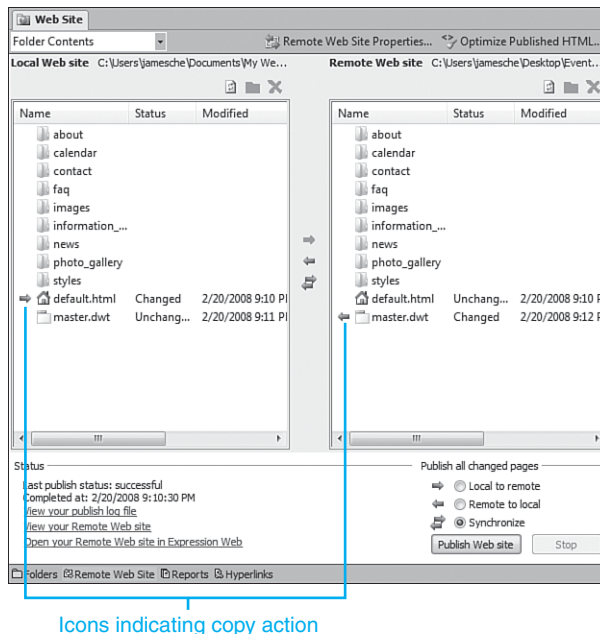 Web Site
Folder Contents
Remote Web Site Properties... Optimize Published HTML...
Local Web site C:\Users\jamesche\Documents\My We...
Remote Web site C:\Users\jamesche\Desktop\Event...
Name Status Modified
about
calendar
contact
faq
images
information_...
news
photo_gallery
styles
default.html Changed 2/20/2008 9:10 P
master.dwt Unchang... 2/20/2008 9:11 P
Name Status Modified
about
calendar
contact
faq
images
information_...
news
photo_gallery
styles
default.html Unchang... 2/20/2008 9:10 P
master.dwt Changed 2/20/2008 9:12 P
Status
Last publish status: successful
Completed at: 2/20/2008 9:10:30 PM
View your publish log file
View your Remote Web site
Open your Remote Web site in Expression Web
Publish all changed pages
Local to remote
Remote to local
Synchronize
Publish Web site Stop
Folders Remote Web Site Reports Hyperlinks
Icons indicating copy action